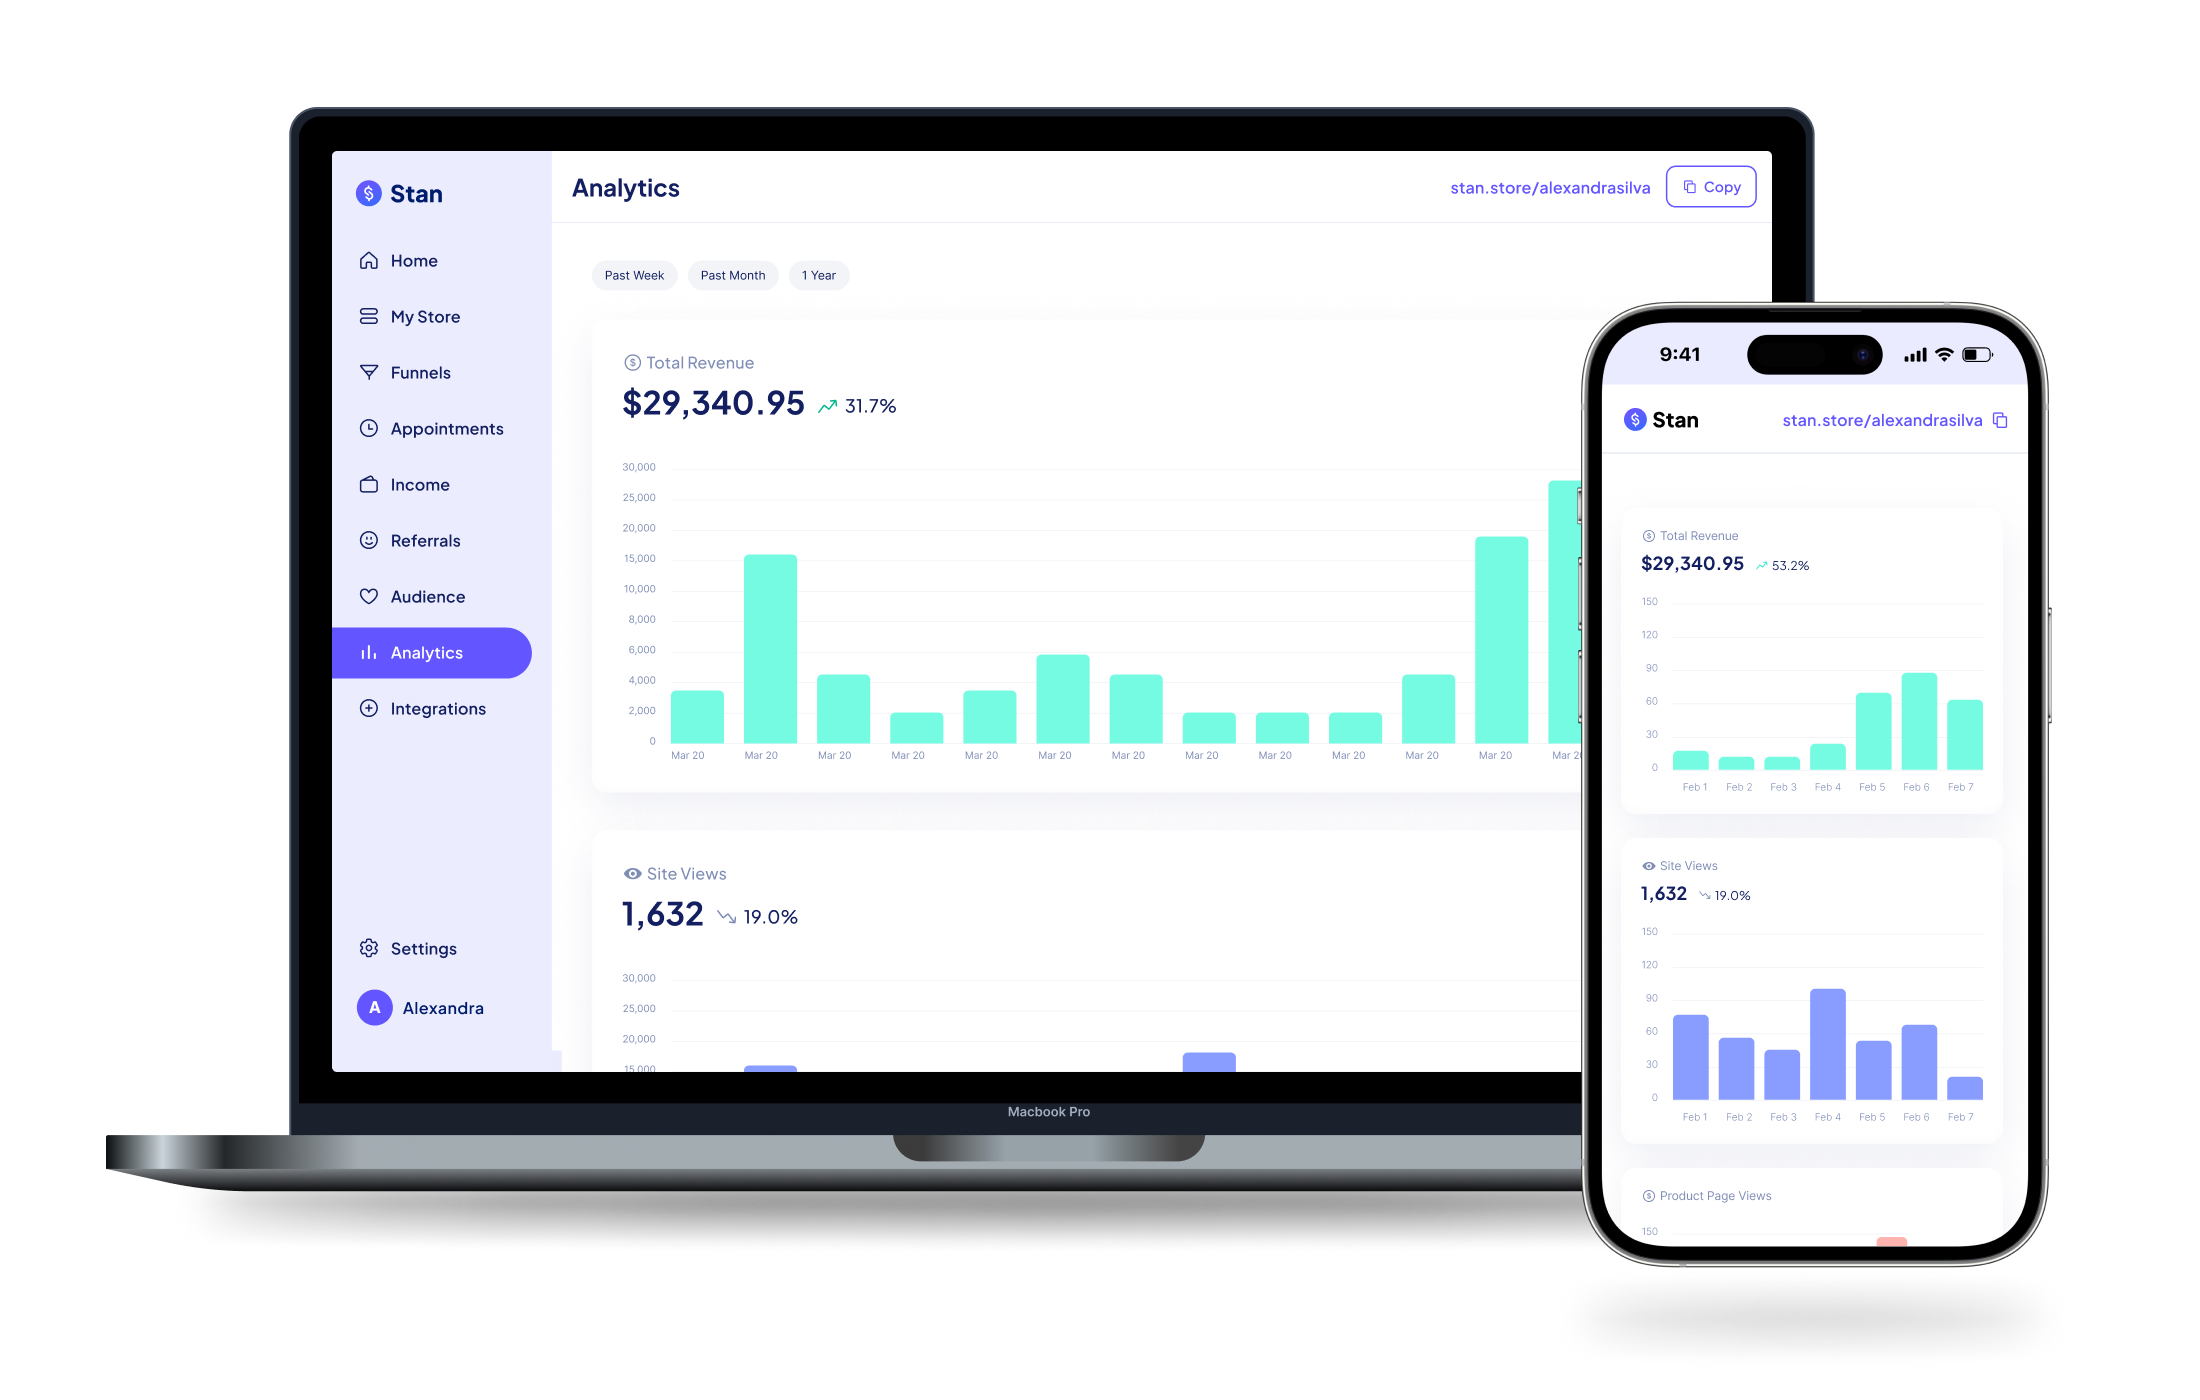 Stan
Home
My Store
Funnels
Appointments
Income
Referrals
Audience
Analytics
Integrations
Settings
A Alexandra
Analytics
stan.store/alexandrasilva Copy
Past Week Past Month 1 Year
Total Revenue
$29,340.95 31.7%
30,000
25,000
20,000
15,000
10,000
8,000
6,000
4,000
2,000
0
Mar 20 Mar 20 Mar 20 Mar 20 Mar 20 Mar 20 Mar 20 Mar 20 Mar 20 Mar 20 Mar 20 Mar 20 Mar 2
Site Views
1,632 19.0%
30,000
25,000
20,000
15,000
Macbook Pro
9:41
Stan stan.store/alexandrasilva
Total Revenue
$29,340.95 53.2%
150
120
90
60
30
0
Feb 1 Feb 2 Feb 3 Feb 4 Feb 5 Feb 6 Feb 7
Site Views
1,632 19.0%
150
120
90
60
30
0
Feb 1 Feb 2 Feb 3 Feb 4 Feb 5 Feb 6 Feb 7
Product Page Views
150